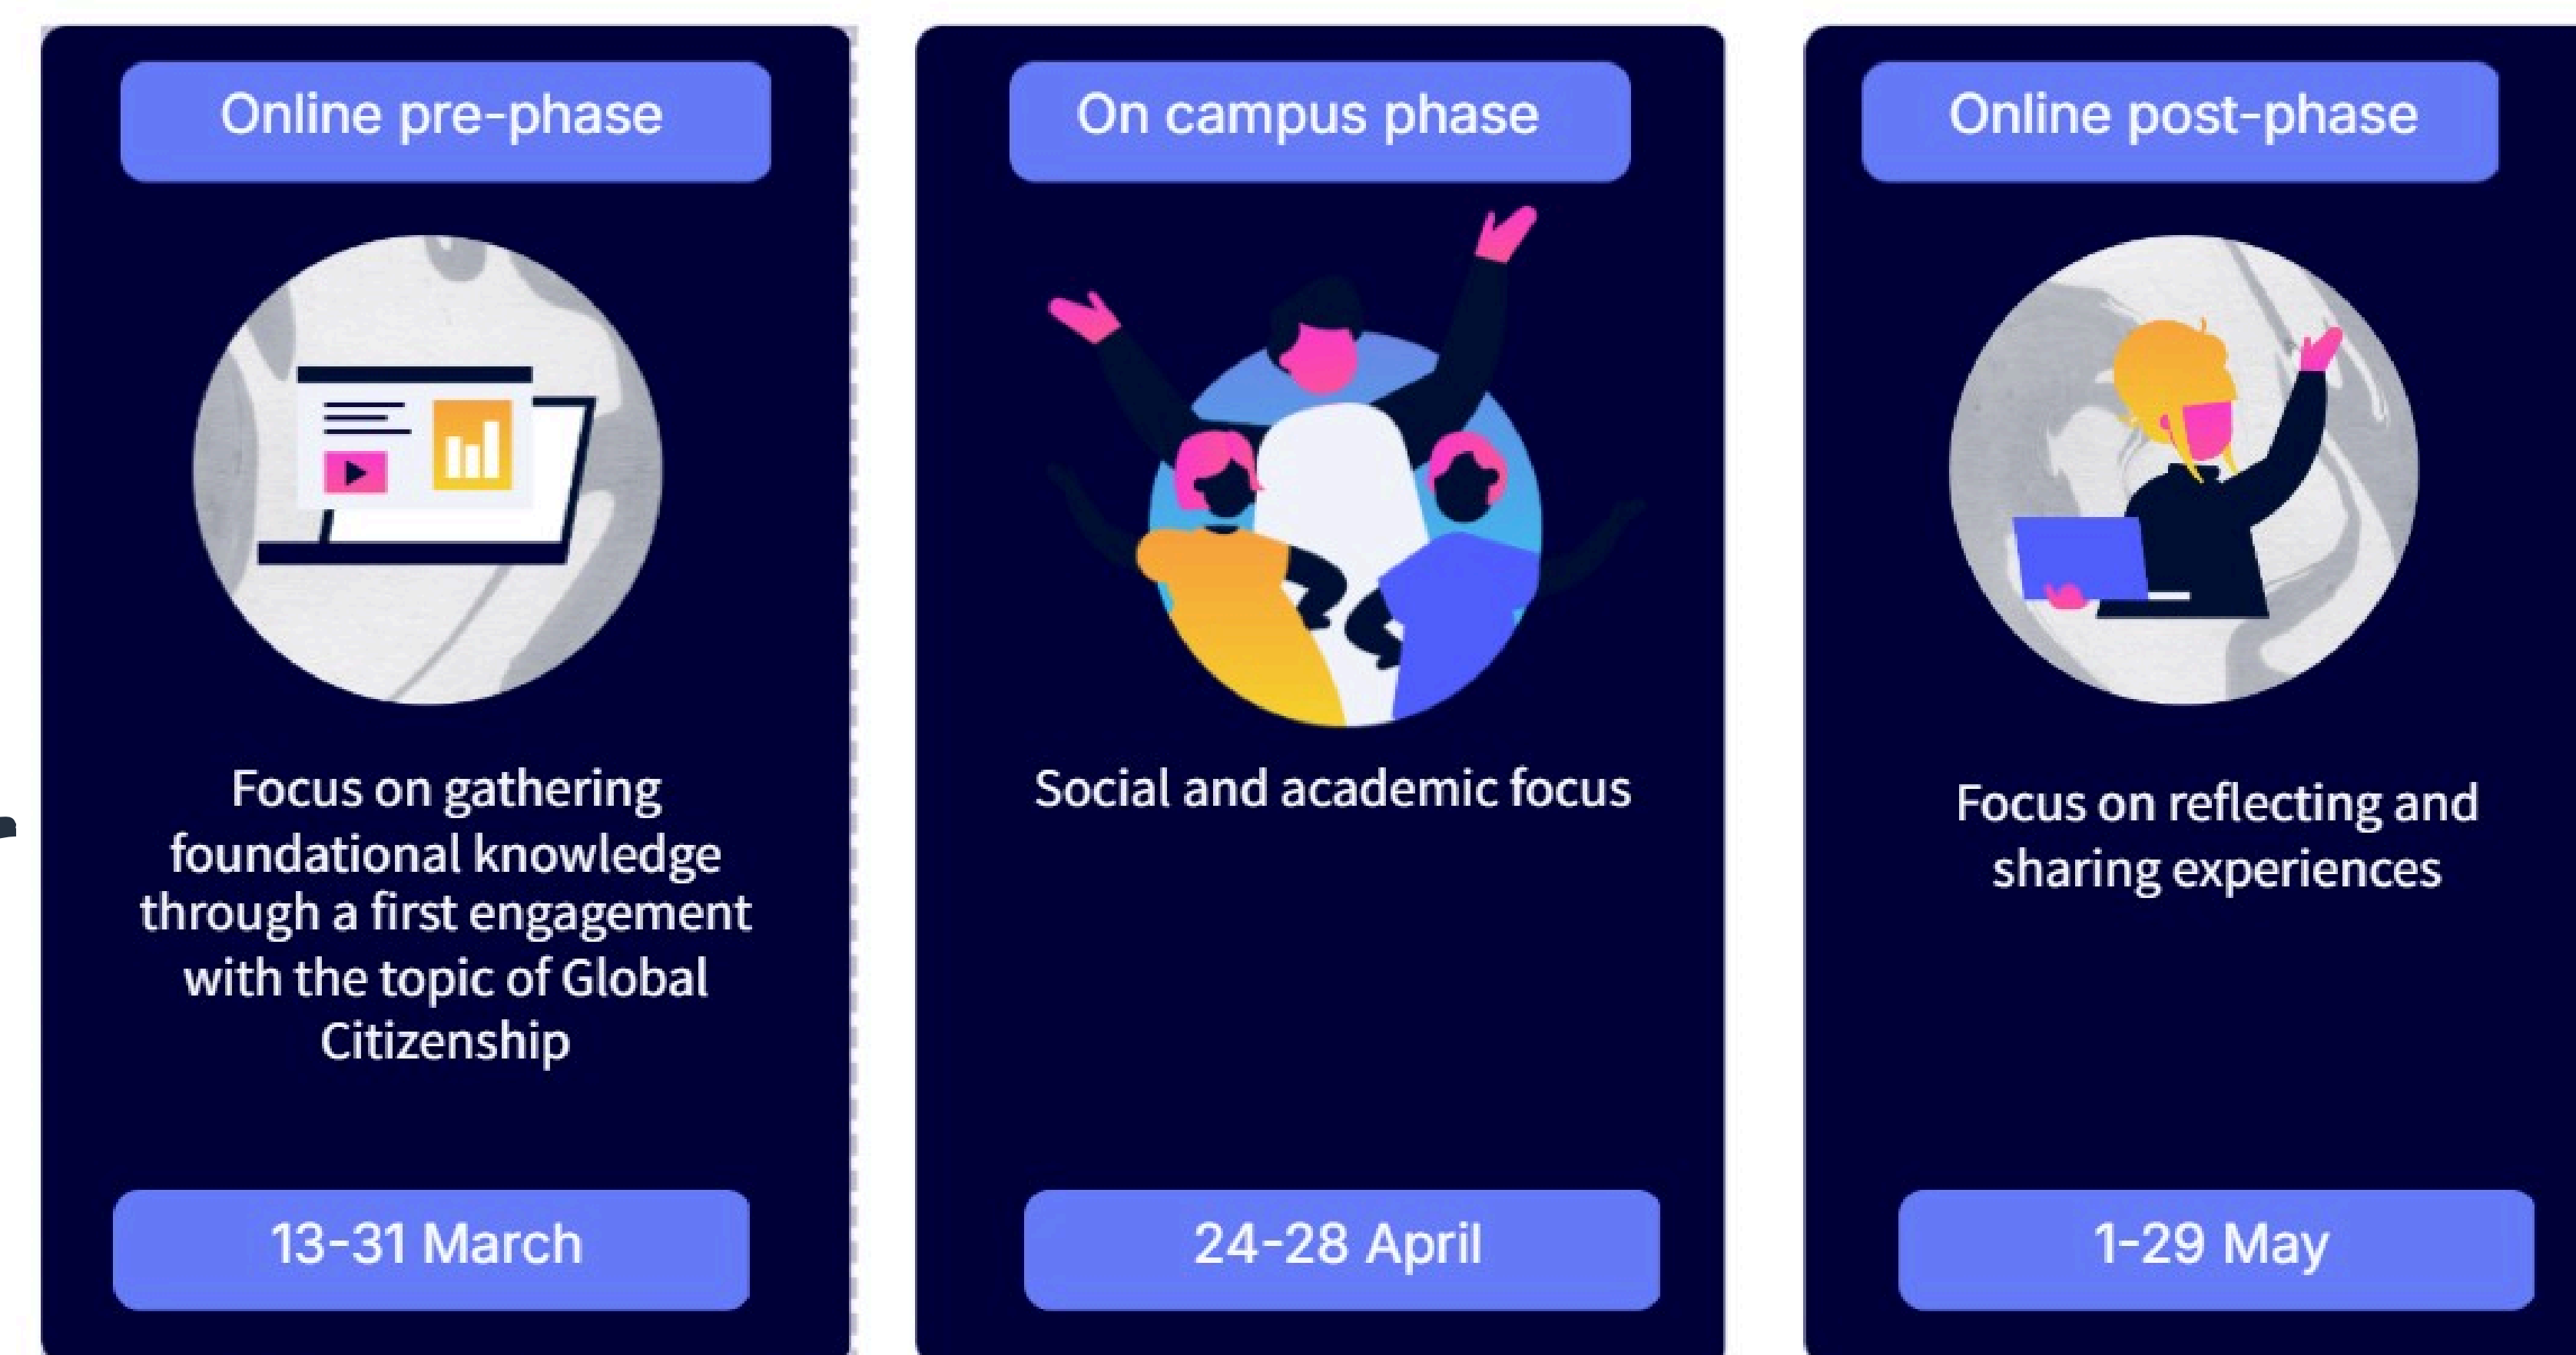 Online pre-phase
Focus on gathering
foundational knowledge
through a first engagement
with the topic of Global
Citizenship
13-31 March
On campus phase
Social and academic focus
24-28 April
Online post-phase
Focus on reflecting and
sharing experiences
1-29 May